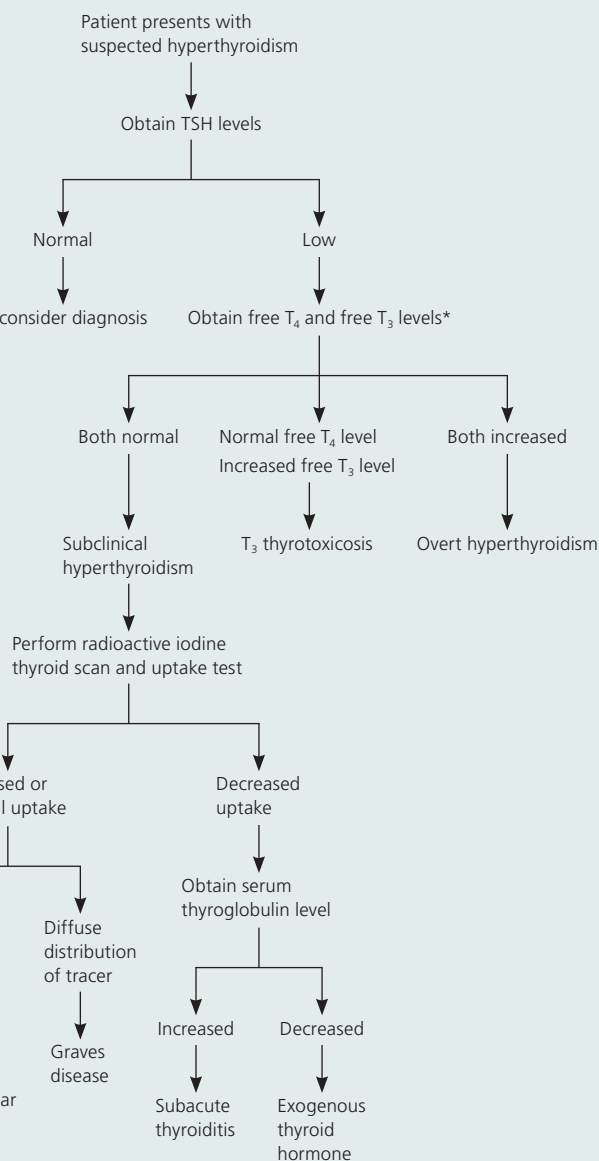 Patient presents with
suspected hyperthyroidism
Obtain TSH levels
Normal
Low
consider diagnosis
Obtain free T₄ and free T₃ levels*
Both normal
Normal free T₄ level
Increased free T₃ level
Both increased
Subclinical
hyperthyroidism
T₃ thyrotoxicosis
Overt hyperthyroidism
Perform radioactive iodine
thyroid scan and uptake test
sed or
l uptake
Decreased
uptake
Obtain serum
thyroglobulin level
Diffuse
distribution
of tracer
Increased
Decreased
Graves
disease
ar
Subacute
thyroiditis
Exogenous
thyroid
hormone